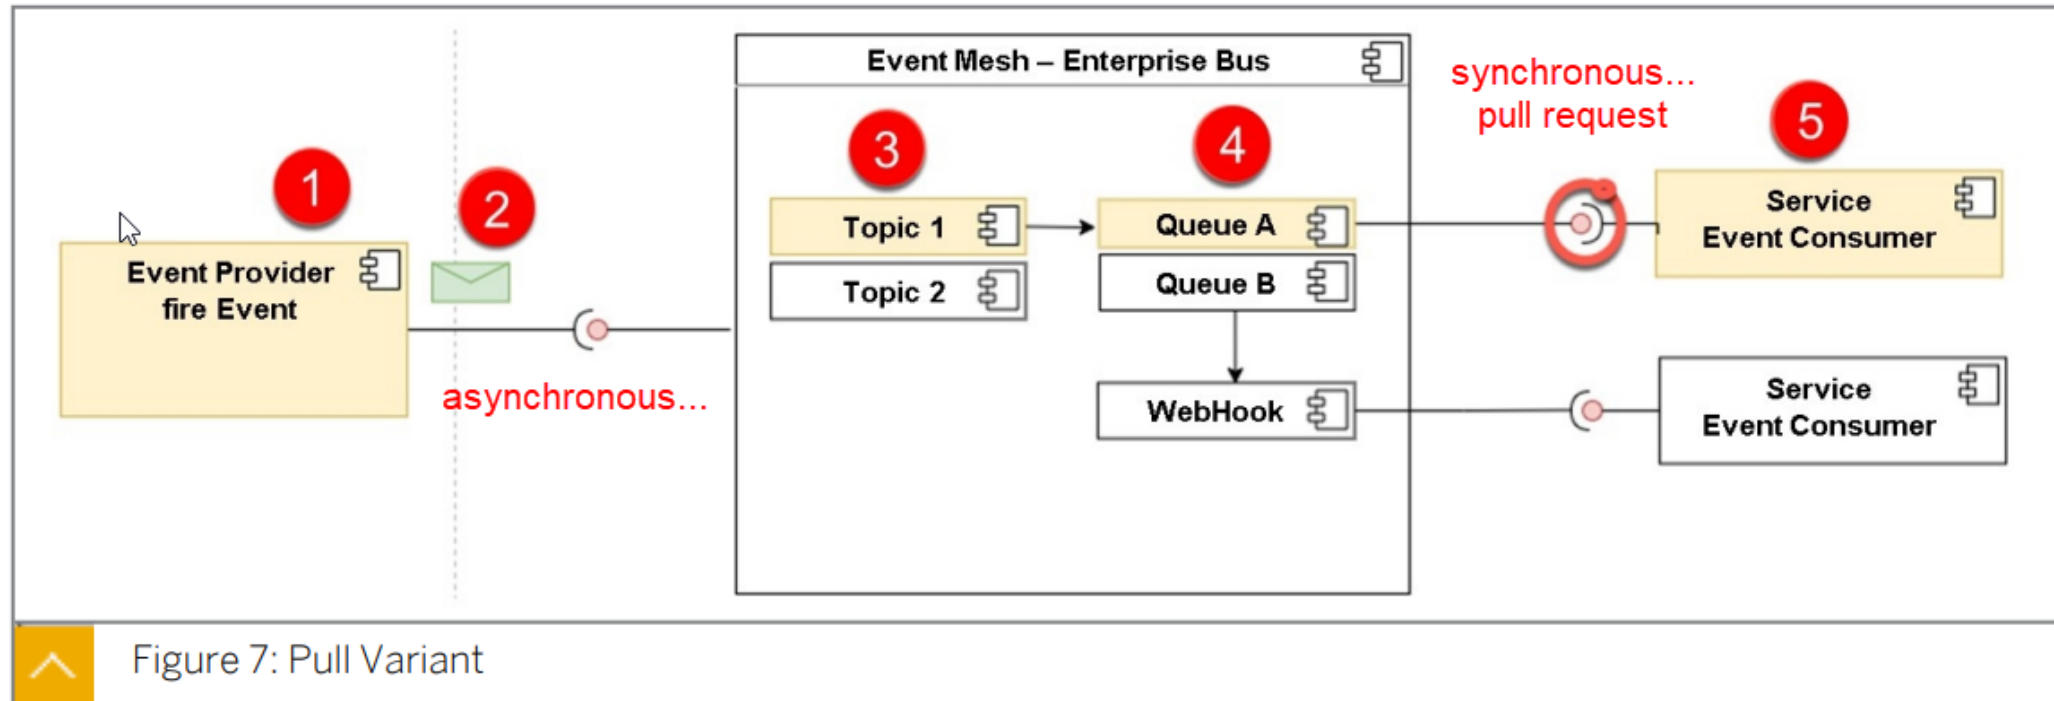 Event Mesh – Enterprise Bus
synchronous...
pull request
1
2
3
4
5
Event Provider
fire Event
asynchronous...
Topic 1
Topic 2
Queue A
Queue B
WebHook
Service
Event Consumer
Service
Event Consumer
Figure 7: Pull Variant